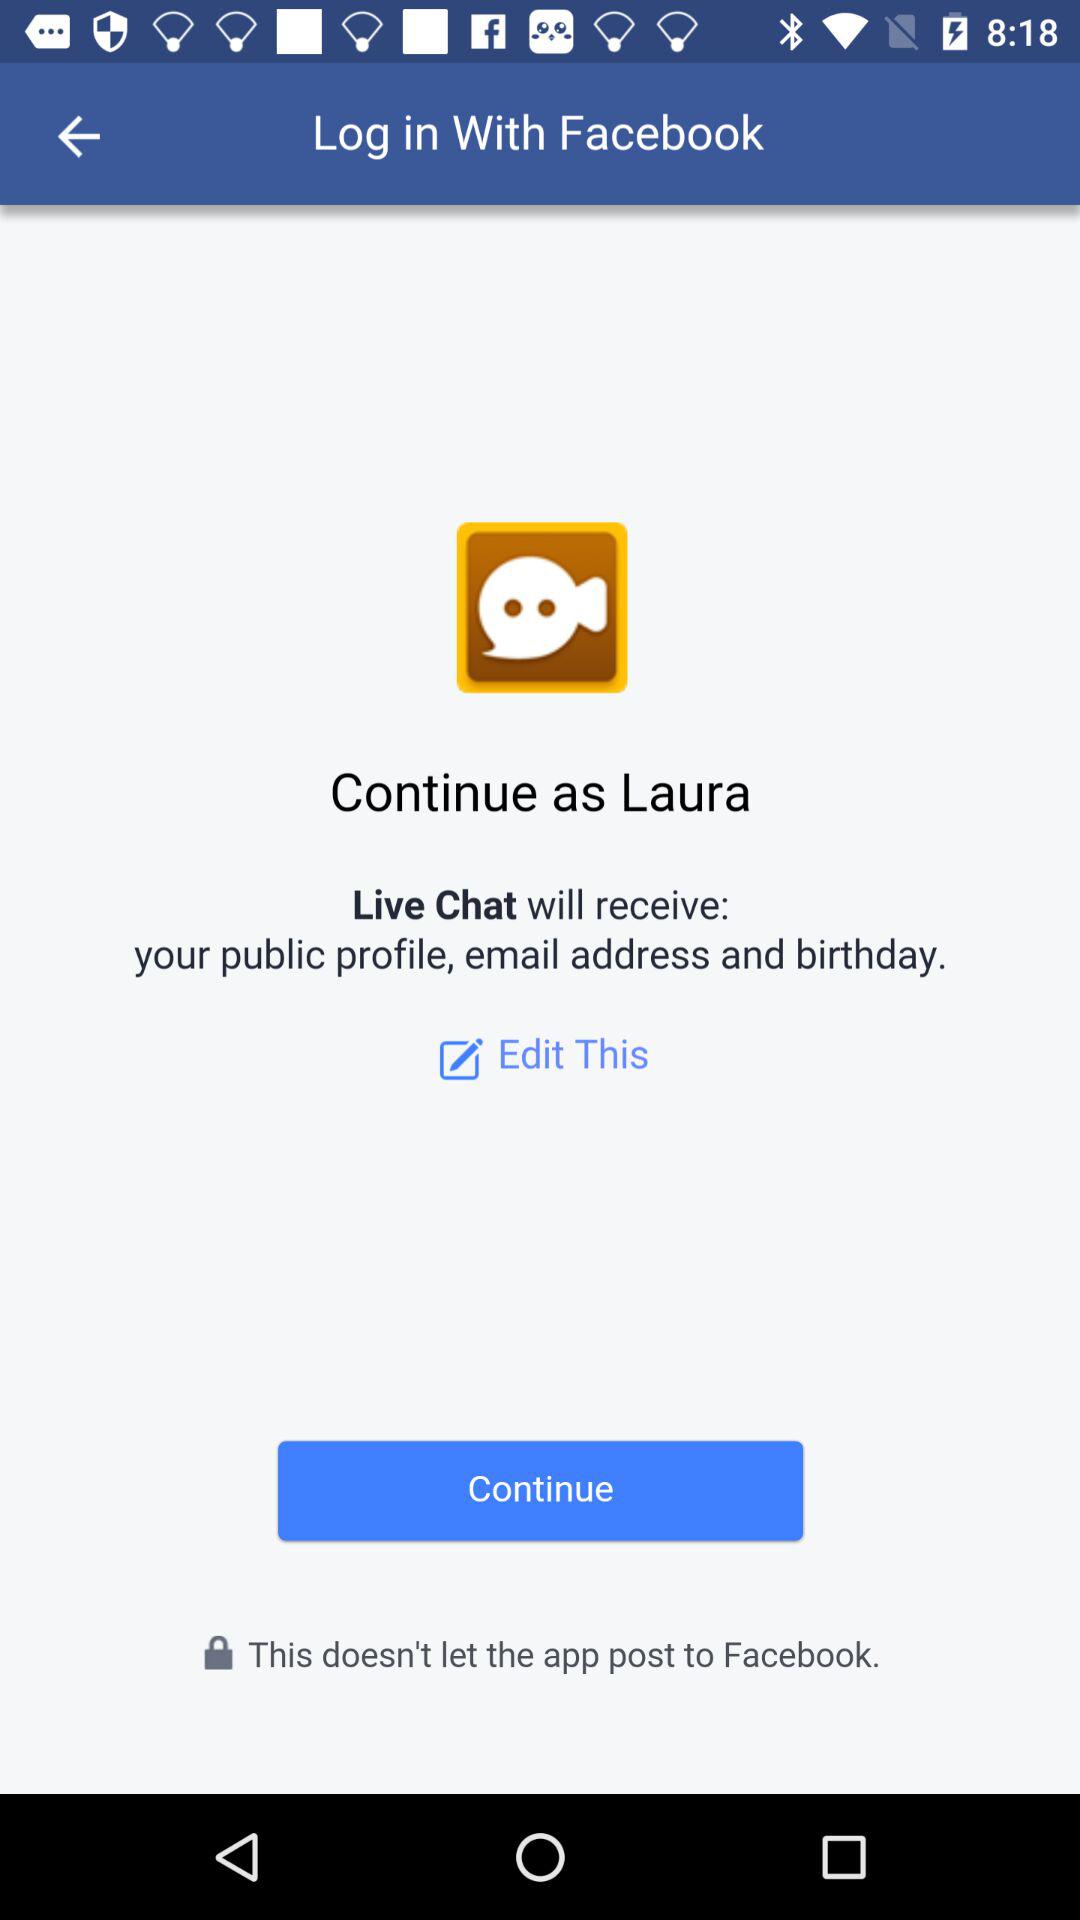 8:18
Log in With Facebook
Continue as Laura
Live Chat will receive:
your public profile, email address and birthday.
Edit This
Continue
This doesn't let the app post to Facebook.